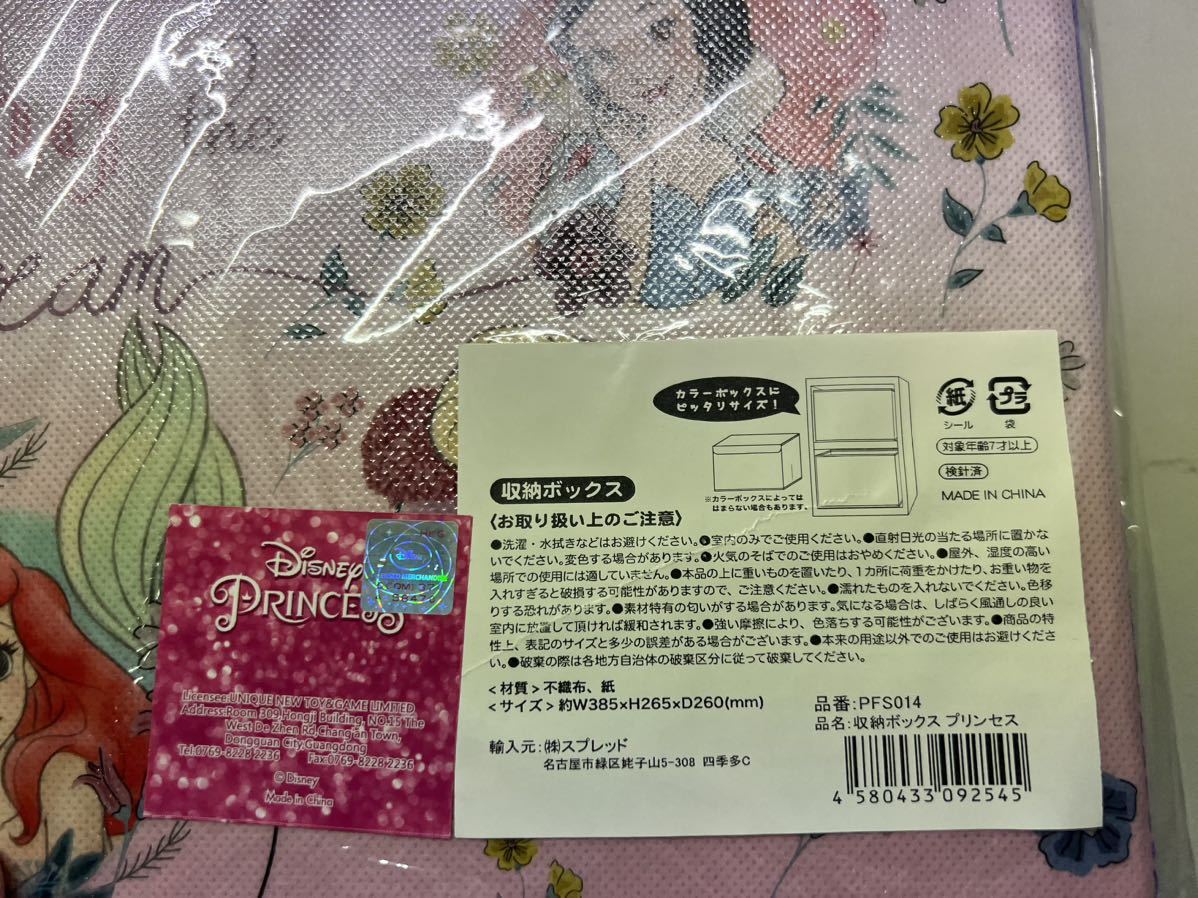 eam
カラーボックスに
ピッタリサイズ!
※カラーボックスによっては
はまらない場合もあります。
紙
シール
プラ
袋
対象年齢7才以上
検針済
MADE IN CHINA
収納ボックス
〈お取り扱い上のご注意〉
●洗濯・水拭きなどはお避けください。●室内のみでご使用ください。●直射日光の当たる場所に置かな
いでください。変色する場合があります。●火気のそばでのご使用はおやめください。●屋外、湿度の高い
場所での使用には適していません。●本品の上に重いものを置いたり、1カ所に荷重をかけたり、お重い物を
入れすぎると破損する可能性がありますので、ご注意ください。●濡れたものを入れないでください。色移
りする恐れがあります。●素材特有の匂いがする場合があります。気になる場合は、しばらく風通しの良い
室内に放置して頂ければ緩和されます。●強い摩擦により、色落ちする可能性がございます。●商品の特
性上、表記のサイズと多少の誤差がある場合がございます。●本来の用途以外でのご使用はお避けくださ
い。●破棄の際は各地方自治体の破棄区分に従って破棄してください。
<材質>不織布、紙
<サイズ>約W385×H265×D260(mm)
輸入元:㈱スプレッド
名古屋市緑区姥子山5-308 四季多C
品番:PFS014
品名:収納ボックス プリンセス
4 580433 092545
Disney
PRINCESS
Licensee:UNIQUE NEW TOY&GAME LIMITED
Address:Room 309,Hongji Building, NO.15 The
West De Zhen Rd,Chang'an Town,
Dongguan City,Guangdong
Tel:0769-8228 2236 Fax:0769-8228 2236
© Disney
Made in China